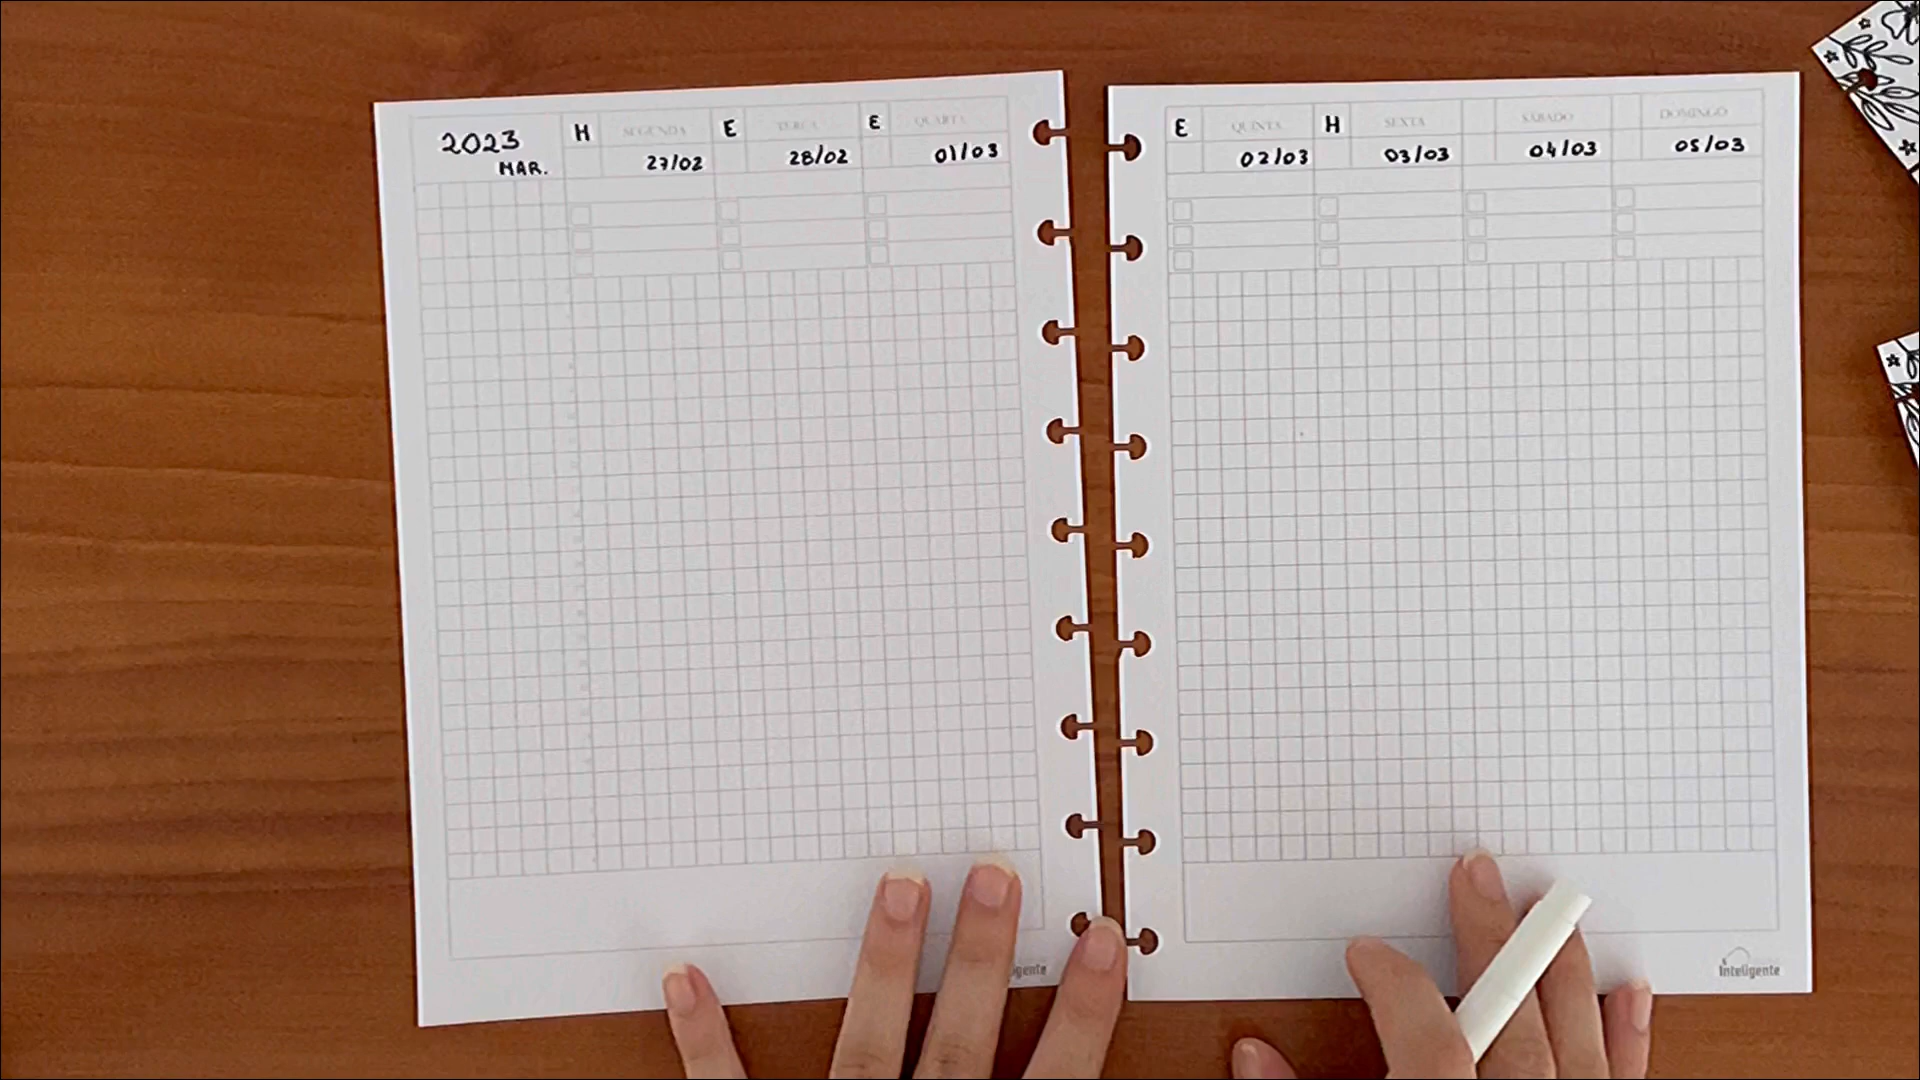 2023
MAR.
H SEGUNDA
27/02
E TERÇA
28/02
E QUARTA
01/03
E QUINTA
02/03
H SEXTA
03/03
SÁBADO
04/03
DOMINGO
05/03
Inteligente